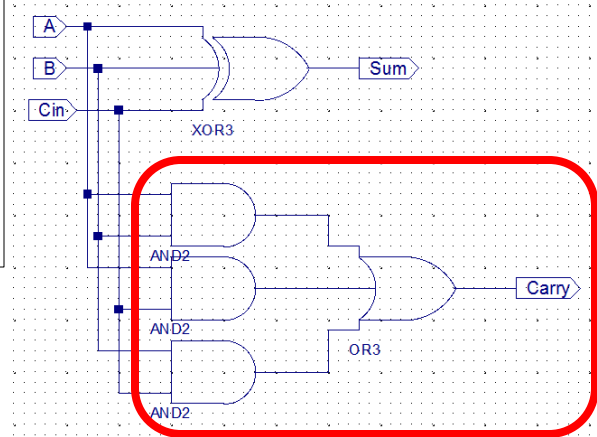 A
B
Sum
Cin
XOR3
AND2
Carry
AND2
OR3
AND2